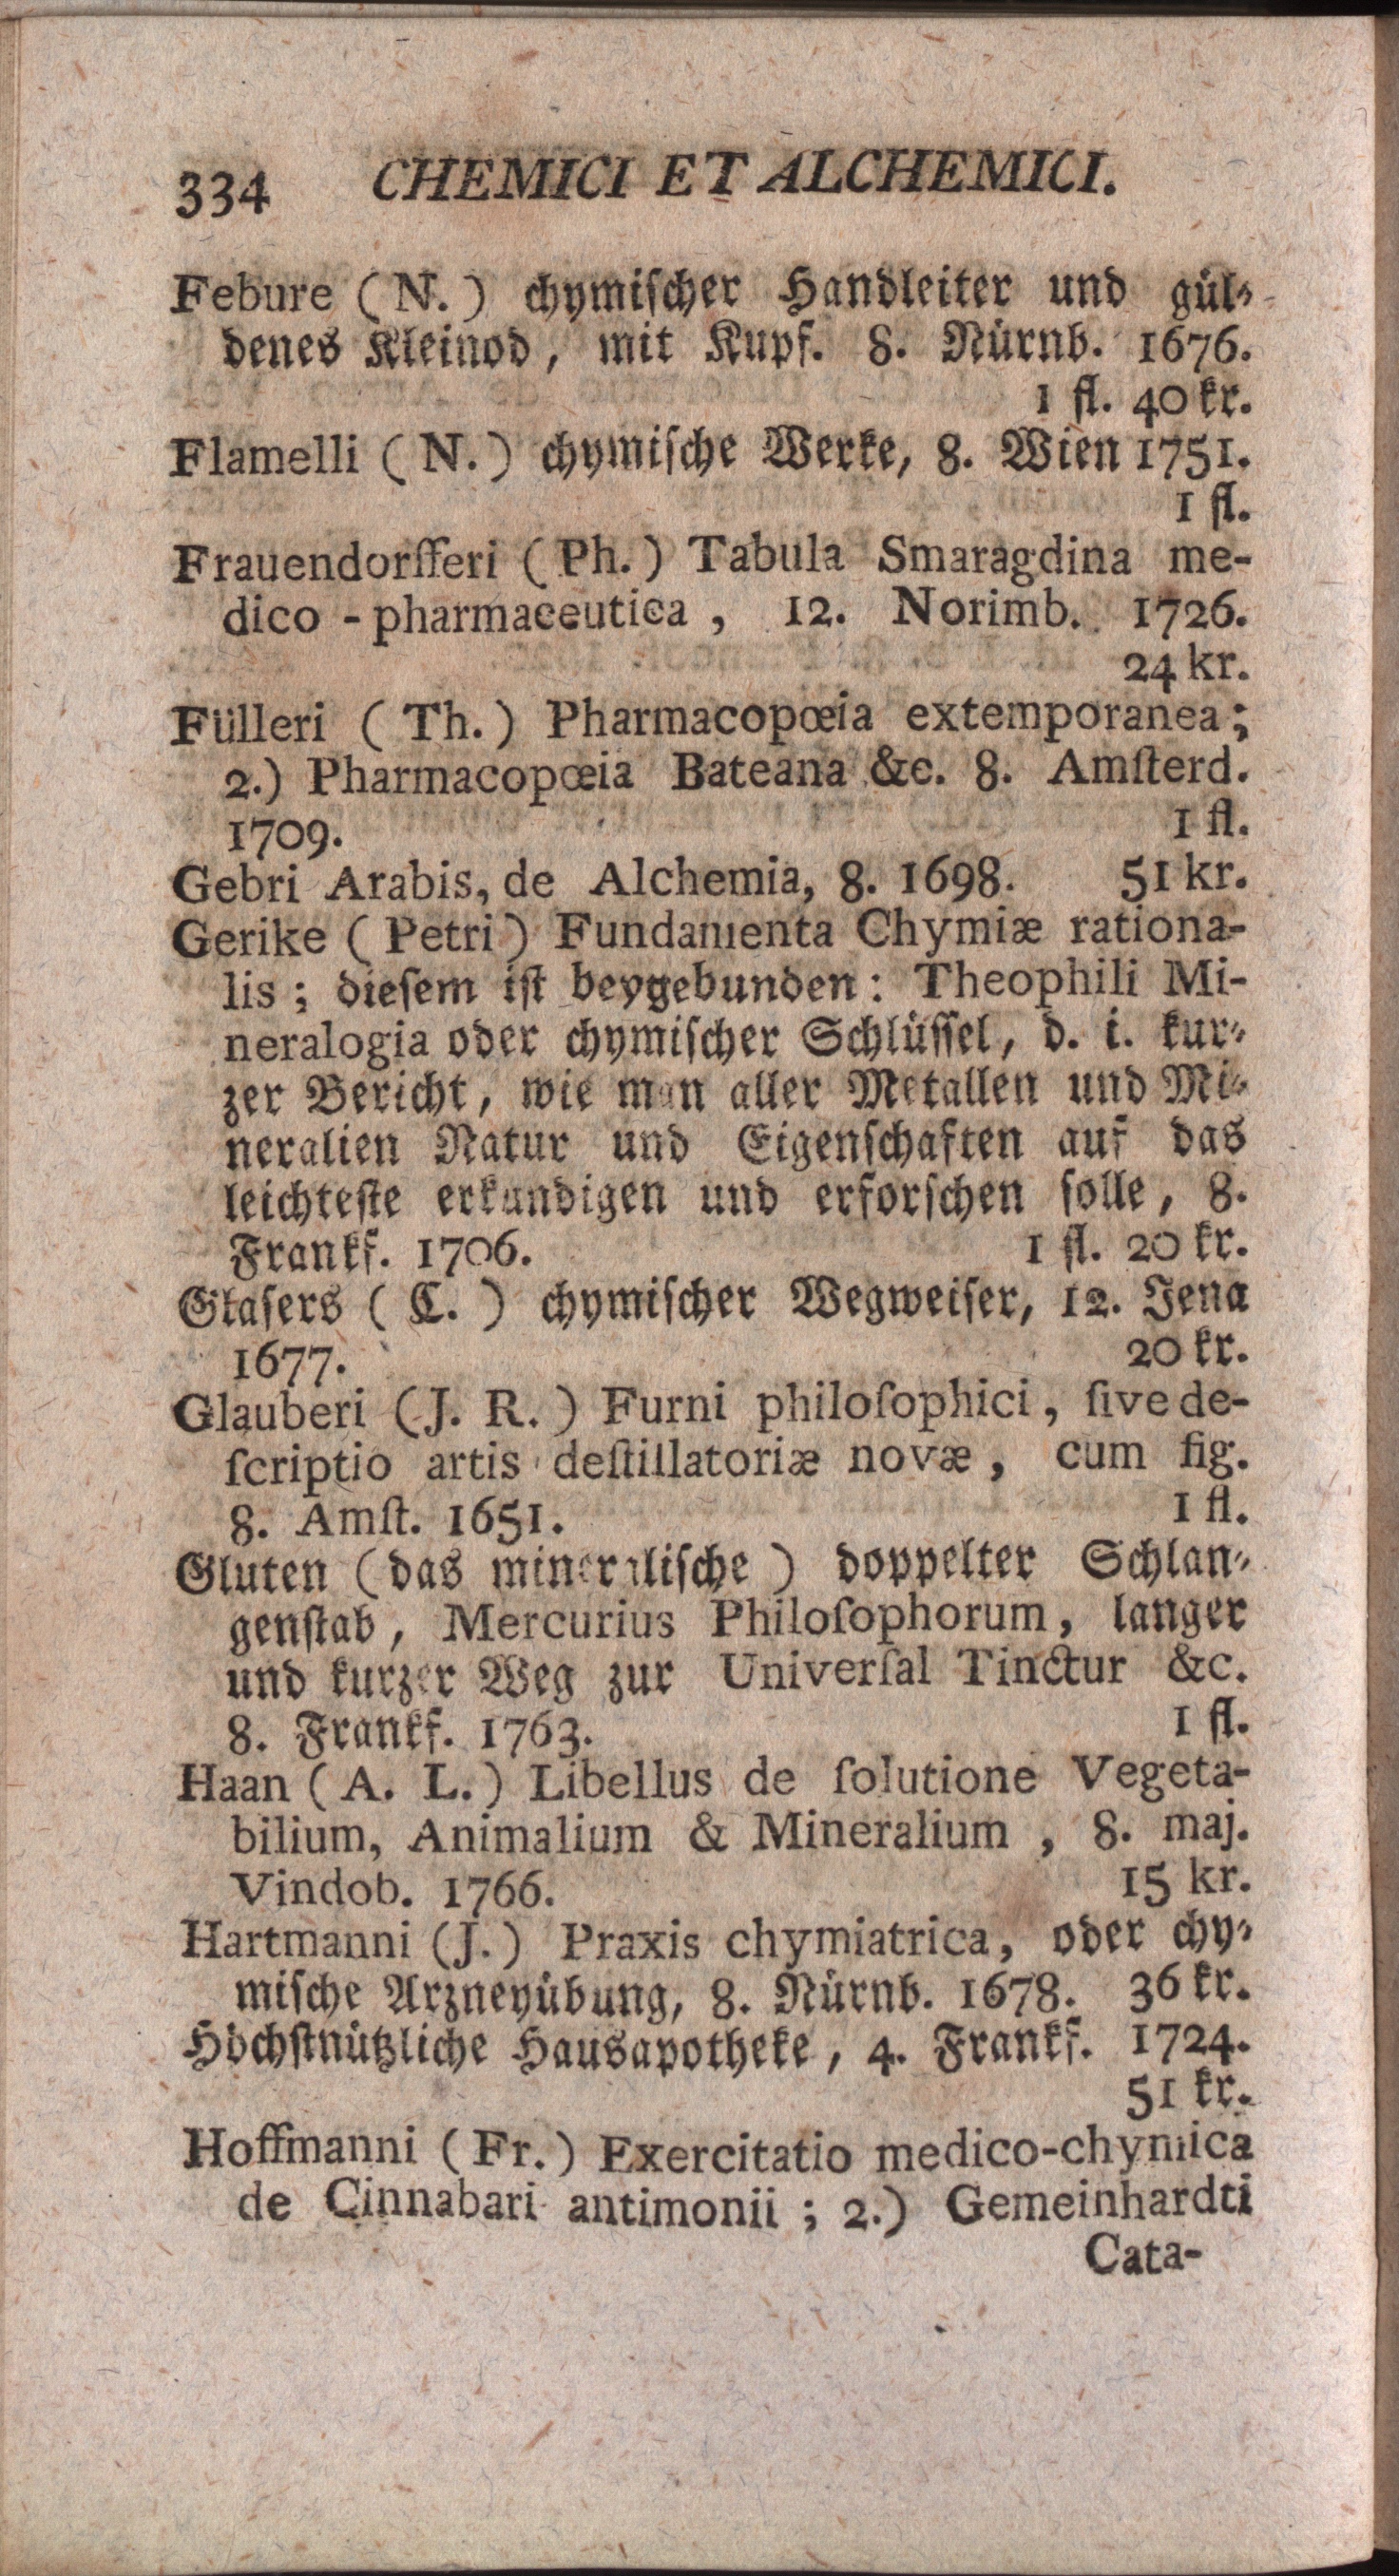 334 CHEMICI ET ALCHEMICI.
Febure (N.) chymiſcher Handleiter und gül-
denes Kleinod, mit Kupf. 8. Nürnb. 1676.
1 fl. 40 kr.
Flamelli (N.) chymiſche Werke, 8. Wien 1751.
1 fl.
Frauendorfferi (Ph.) Tabula Smaragdina me-
dico-pharmaceutica, 12. Norimb. 1726.
24 kr.
Fülleri (Th.) Pharmacopœia extemporanea;
2.) Pharmacopœia Bateana &c. 8. Amſterd.
1709. 1 fl.
Gebri Arabis, de Alchemia, 8. 1698. 51 kr.
Gerike (Petri) Fundamenta Chymiæ rationa-
lis; dieſem iſt beygebunden: Theophili Mi-
neralogia oder chymiſcher Schlüſſel, d. i. kur-
zer Bericht, wie man aller Metallen und Mi-
neralien Natur und Eigenſchaften auf das
leichteſte erkundigen und erforſchen ſolle, 8.
Frankf. 1706. 1 fl. 20 kr.
Glaſers (C.) chymiſcher Wegweiſer, 12. Jena
1677. 20 kr.
Glauberi (J. R.) Furni philoſophici, ſive de-
ſcriptio artis deſtillatoriæ novæ, cum fig.
8. Amſt. 1651. 1 fl.
Gluten (das mineraliſche) doppelter Schlan-
genſtab, Mercurius Philoſophorum, langer
und kurzer Weg zur Univerſal Tinctur &c.
8. Frankf. 1763. 1 fl.
Haan (A. L.) Libellus de ſolutione Vegeta-
bilium, Animalium & Mineralium, 8. maj.
Vindob. 1766. 15 kr.
Hartmanni (J.) Praxis chymiatrica, oder chy-
miſche Arzneyübung, 8. Nürnb. 1678. 36 kr.
Höchſtnützliche Hausapotheke, 4. Frankf. 1724.
51 kr.
Hoffmanni (Fr.) Exercitatio medico-chymica
de Cinnabari antimonii; 2.) Gemeinhardti
Cata-